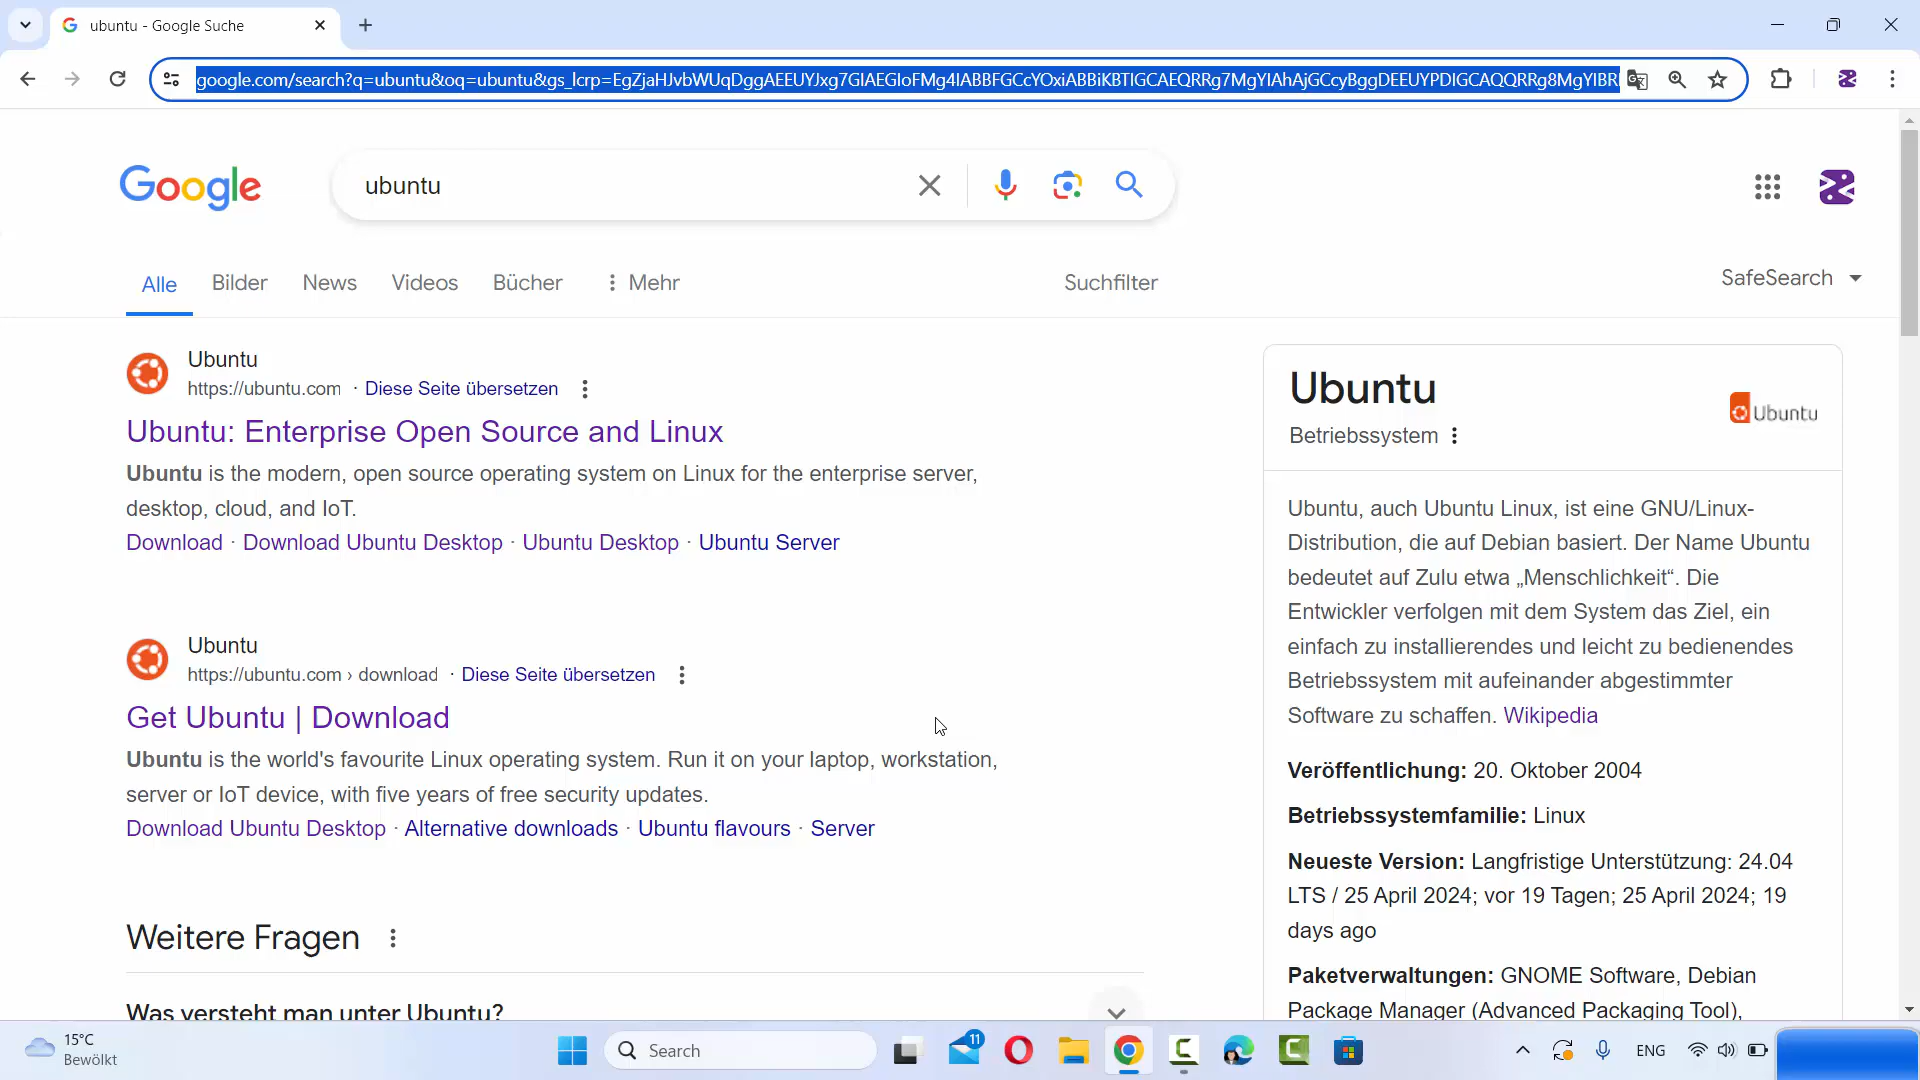 ubuntu - Google Suche
google.com/search?q=ubuntu&oq=ubuntu&gs_lcrp=EgZjaHJvbWUqDggAEEUYJxg7GIAEGIoFMg4IABBFGCcYOxiABBiKBTIGCAEQRRg7MgYIAhAjGCcyBggDEEUYPDIGCAQQRRg8MgYIBR
Google
ubuntu
Alle Bilder News Videos Bücher Mehr Suchfilter
SafeSearch
Ubuntu
https://ubuntu.com · Diese Seite übersetzen
Ubuntu: Enterprise Open Source and Linux
Ubuntu is the modern, open source operating system on Linux for the enterprise server,
desktop, cloud, and IoT.
Download · Download Ubuntu Desktop · Ubuntu Desktop · Ubuntu Server
Ubuntu
https://ubuntu.com › download · Diese Seite übersetzen
Get Ubuntu | Download
Ubuntu is the world's favourite Linux operating system. Run it on your laptop, workstation,
server or IoT device, with five years of free security updates.
Download Ubuntu Desktop · Alternative downloads · Ubuntu flavours · Server
Weitere Fragen
Was versteht man unter Ubuntu?
Ubuntu
Ubuntu
Betriebssystem
Ubuntu, auch Ubuntu Linux, ist eine GNU/Linux-
Distribution, die auf Debian basiert. Der Name Ubuntu
bedeutet auf Zulu etwa „Menschlichkeit“. Die
Entwickler verfolgen mit dem System das Ziel, ein
einfach zu installierendes und leicht zu bedienendes
Betriebssystem mit aufeinander abgestimmter
Software zu schaffen. Wikipedia
Veröffentlichung: 20. Oktober 2004
Betriebssystemfamilie: Linux
Neueste Version: Langfristige Unterstützung: 24.04
LTS / 25 April 2024; vor 19 Tagen; 25 April 2024; 19
days ago
Paketverwaltungen: GNOME Software, Debian
Package Manager (Advanced Packaging Tool),
15°C
Bewölkt
Search
11
ENG